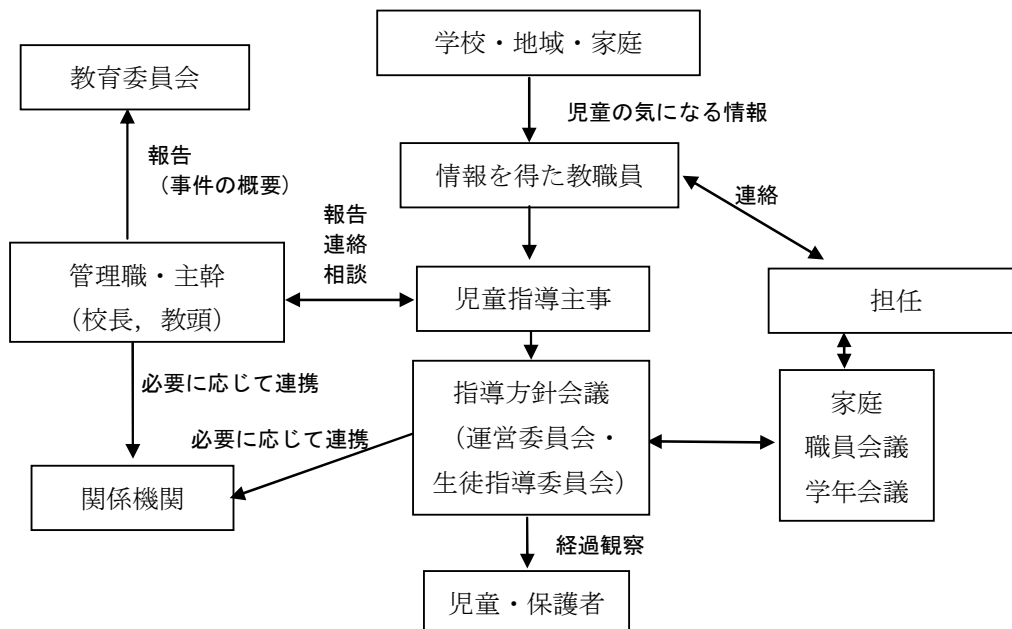 学校・地域・家庭
教育委員会
児童の気になる情報
報告
（事件の概要）
情報を得た教職員
連絡
報告
連絡
相談
管理職・主幹
（校長，教頭）
児童指導主事
担任
必要に応じて連携
指導方針会議
（運営委員会・
生徒指導委員会）
家庭
職員会議
学年会議
必要に応じて連携
関係機関
経過観察
児童・保護者